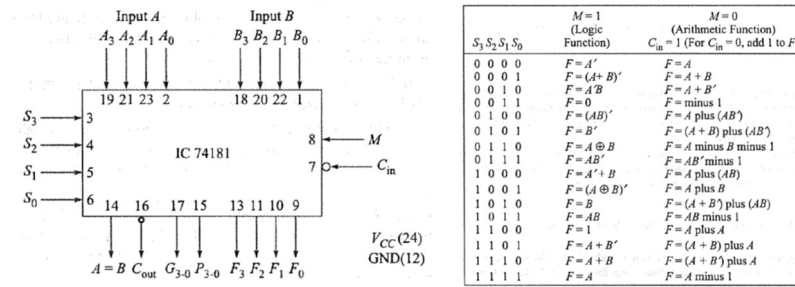 Input A Input B
A3 A2 A1 A0 B3 B2 B1 B0
19 21 23 2 18 20 22 1
S3 3
S2 4
S1 5
S0 6
IC 74181
8 M
7 Cin
14 16 17 15 13 11 10 9
A = B Cout G3-0 P3-0 F3 F2 F1 F0
VCC(24)
GND(12)
M = 1 M = 0
(Logic (Arithmetic Function)
S3 S2 S1 S0 Function) Cin = 1 (For Cin = 0, add 1 to F
0 0 0 0 F = A′ F = A
0 0 0 1 F = (A + B)′ F = A + B
0 0 1 0 F = A′B F = A + B′
0 0 1 1 F = 0 F = minus 1
0 1 0 0 F = (AB)′ F = A plus (AB′)
0 1 0 1 F = B′ F = (A + B) plus (AB′)
0 1 1 0 F = A ⊕ B F = A minus B minus 1
0 1 1 1 F = AB′ F = AB′ minus 1
1 0 0 0 F = A′ + B F = A plus (AB)
1 0 0 1 F = (A ⊕ B)′ F = A plus B
1 0 1 0 F = B F = (A + B′) plus (AB)
1 0 1 1 F = AB F = AB minus 1
1 1 0 0 F = 1 F = A plus A
1 1 0 1 F = A + B′ F = (A + B) plus A
1 1 1 0 F = A + B F = (A + B′) plus A
1 1 1 1 F = A F = A minus 1